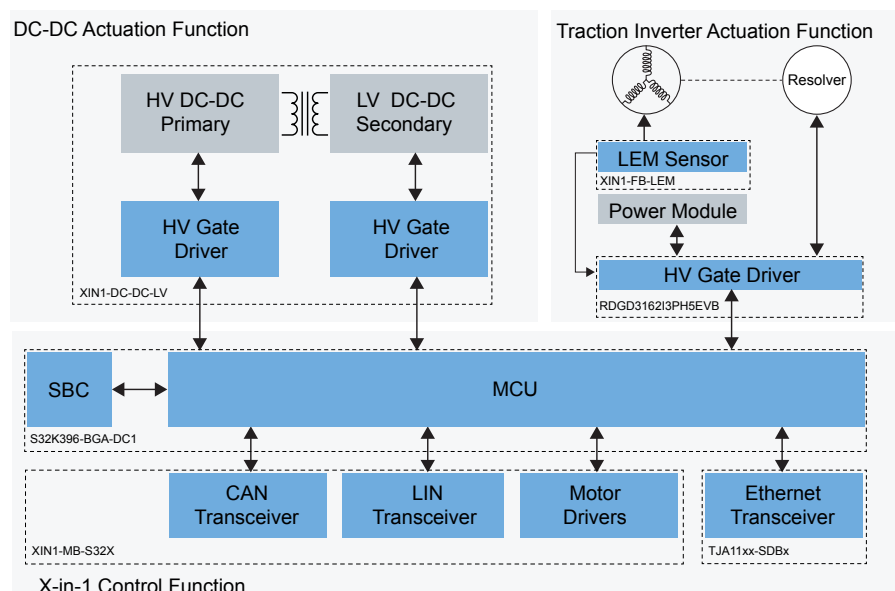 DC-DC Actuation Function
HV DC-DC
Primary
LV DC-DC
Secondary
HV Gate
Driver
HV Gate
Driver
XIN1-DC-DC-LV
Traction Inverter Actuation Function
Resolver
LEM Sensor
XIN1-FB-LEM
Power Module
HV Gate Driver
RDGD3162I3PH5EVB
SBC
MCU
S32K396-BGA-DC1
CAN
Transceiver
LIN
Transceiver
Motor
Drivers
XIN1-MB-S32X
Ethernet
Transceiver
TJA11xx-SDBx
X-in-1 Control Function